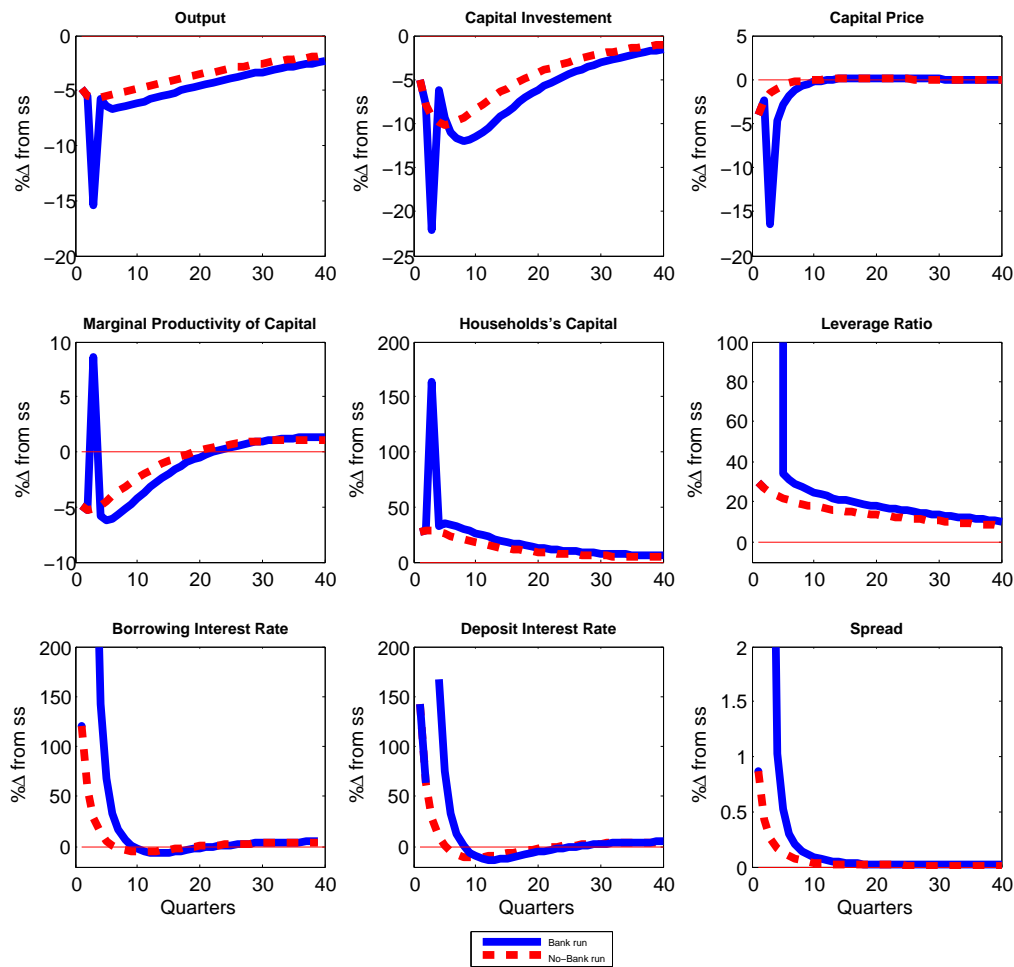 Output
Capital Investement
Capital Price
%Δ from ss
0
−5
−10
−15
−20
0 10 20 30 40
%Δ from ss
0
−5
−10
−15
−20
−25
0 10 20 30 40
%Δ from ss
5
0
−5
−10
−15
−20
0 10 20 30 40
Marginal Productivity of Capital
Households's Capital
Leverage Ratio
%Δ from ss
10
5
0
−5
−10
0 10 20 30 40
%Δ from ss
200
150
100
50
0
0 10 20 30 40
%Δ from ss
100
80
60
40
20
0
0 10 20 30 40
Borrowing Interest Rate
Deposit Interest Rate
Spread
%Δ from ss
200
150
100
50
0
0 10 20 30 40
Quarters
%Δ from ss
200
150
100
50
0
0 10 20 30 40
Quarters
%Δ from ss
2
1.5
1
0.5
0
0 10 20 30 40
Quarters
Bank run
No−Bank run